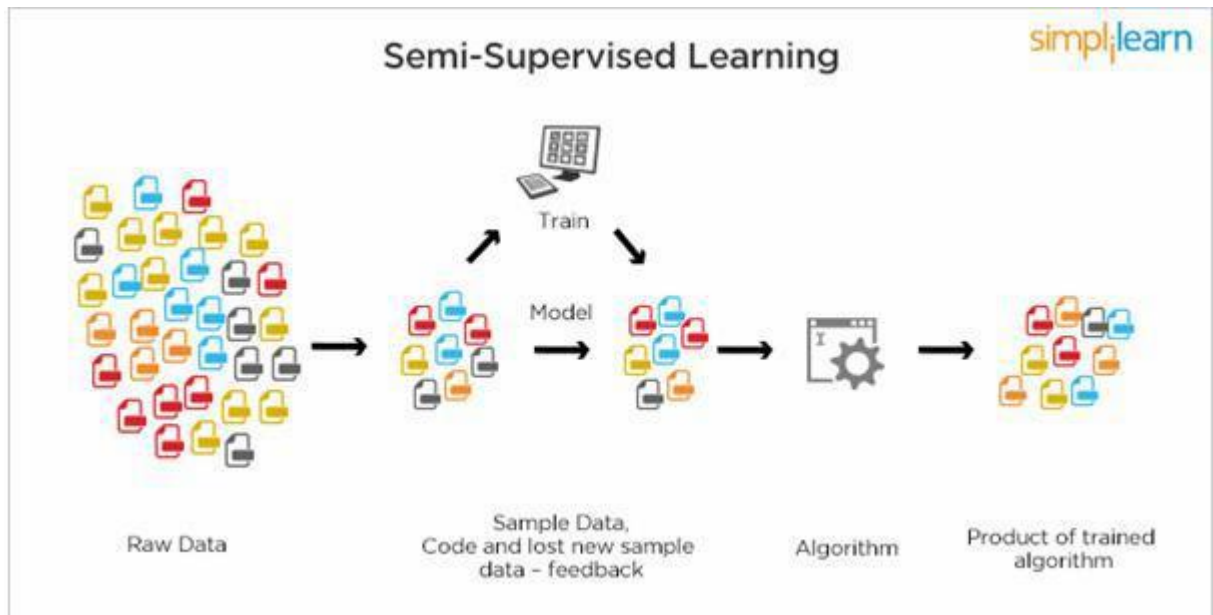 Semi-Supervised Learning
simplilearn
Train
Model
Raw Data
Sample Data,
Code and lost new sample
data – feedback
Algorithm
Product of trained
algorithm